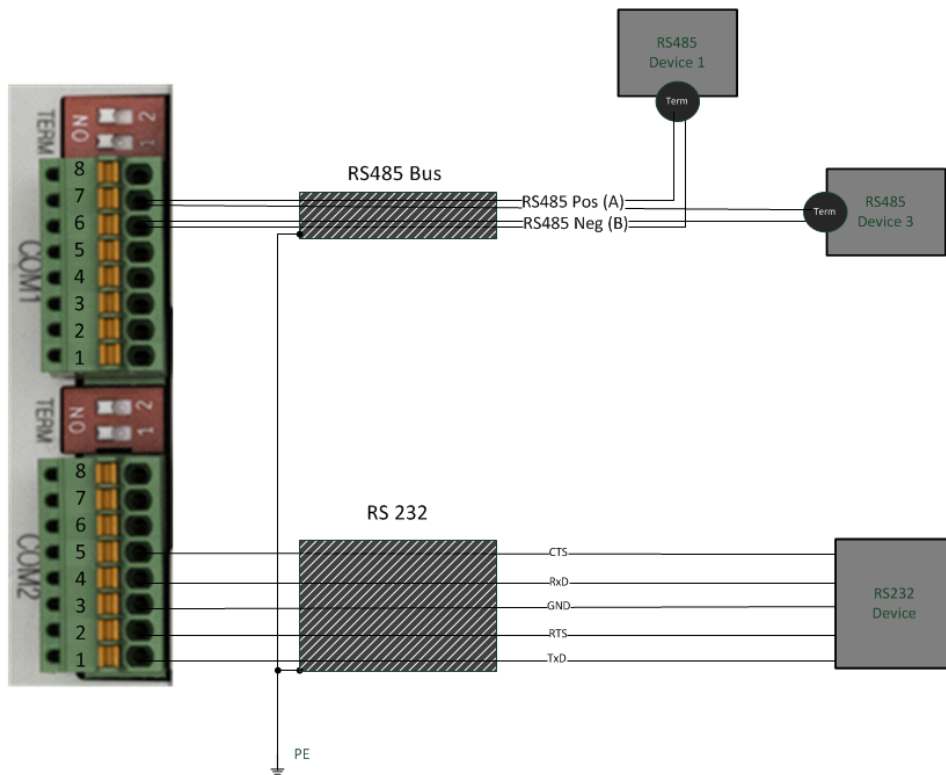 RS485
Device 1
Term
TERM
ON
2
1
8
7
6
5
4
3
2
1
COM1
RS485 Bus
RS485 Pos (A)
RS485 Neg (B)
Term
RS485
Device 3
TERM
ON
2
1
8
7
6
5
4
3
2
1
COM2
RS 232
CTS
RxD
GND
RTS
TxD
RS232
Device
PE